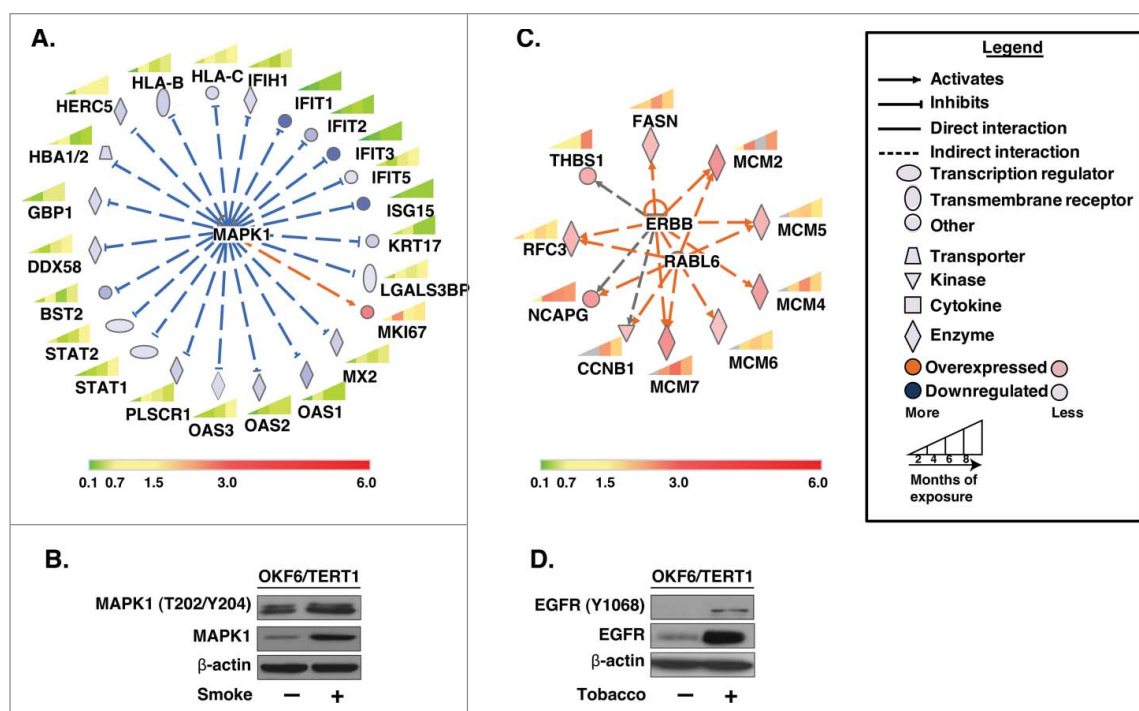 A.
HLA-B
HLA-C
IFIH1
HERC5
IFIT1
IFIT2
HBA1/2
IFIT3
IFIT5
GBP1
ISG15
MAPK1
KRT17
DDX58
LGALS3BP
BST2
MKI67
STAT2
MX2
STAT1
PLSCR1
OAS1
OAS3
OAS2
0.1 0.7 1.5 3.0 6.0
B.
OKF6/TERT1
MAPK1 (T202/Y204)
MAPK1
β-actin
Smoke − +
C.
FASN
THBS1
MCM2
ERBB
MCM5
RFC3
RABL6
NCAPG
MCM4
CCNB1
MCM6
MCM7
0.1 0.7 1.5 3.0 6.0
D.
OKF6/TERT1
EGFR (Y1068)
EGFR
β-actin
Tobacco − +
Legend
Activates
Inhibits
Direct interaction
Indirect interaction
Transcription regulator
Transmembrane receptor
Other
Transporter
Kinase
Cytokine
Enzyme
Overexpressed
Downregulated
More Less
2 4 6 8
Months of
exposure